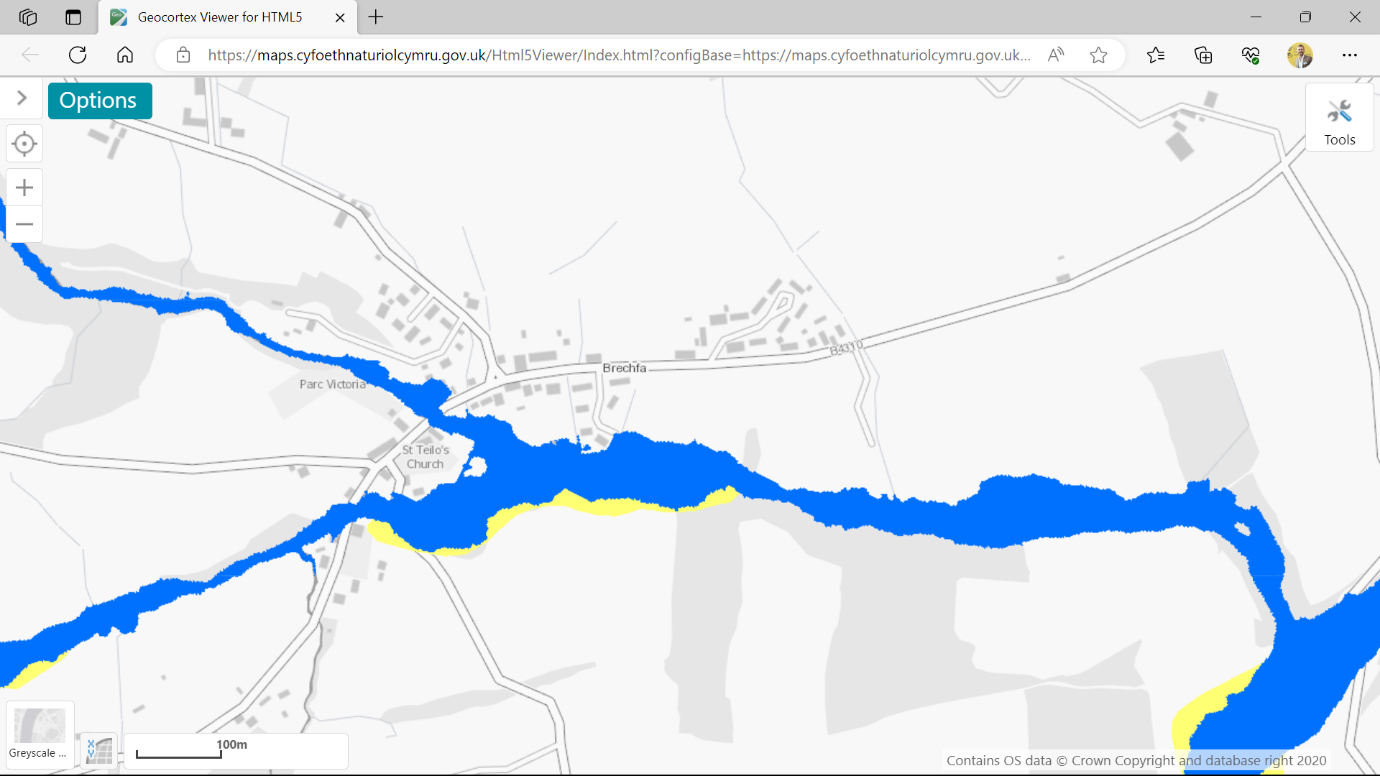 Geocortex Viewer for HTML5
https://maps.cyfoethnaturiolcymru.gov.uk/Html5Viewer/Index.html?configBase=https://maps.cyfoethnaturiolcymru.gov.uk...
Options
Tools
B4310
Brechfa
Parc Victoria
St Teilo's
Church
Greyscale ...
X
Y
100m
Contains OS data © Crown Copyright and database right 2020